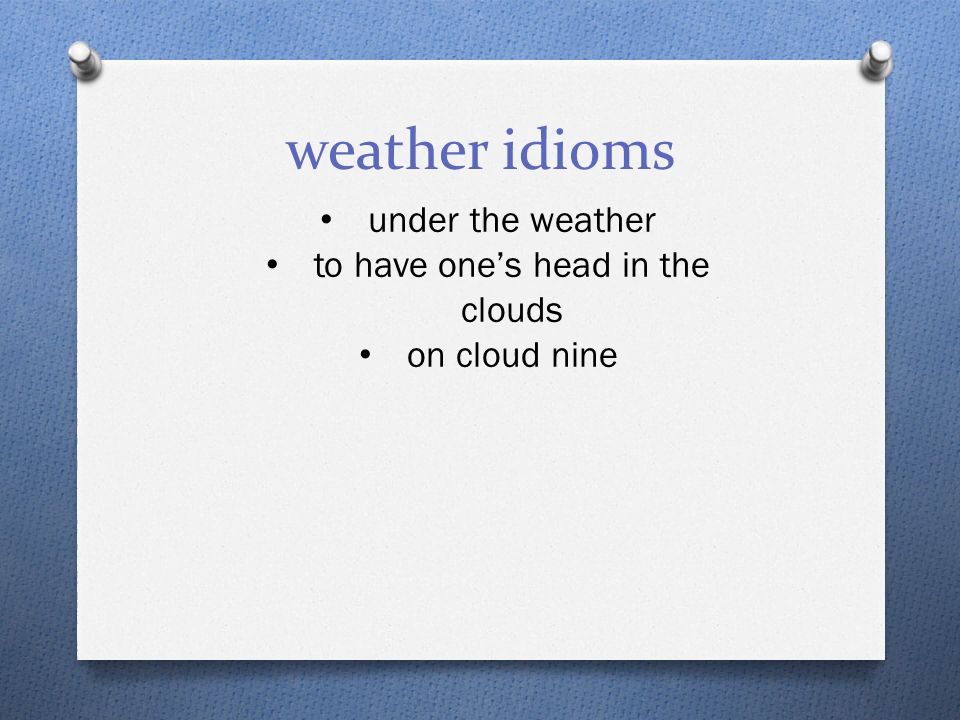 weather idioms
• under the weather
• to have one’s head in the
clouds
• on cloud nine